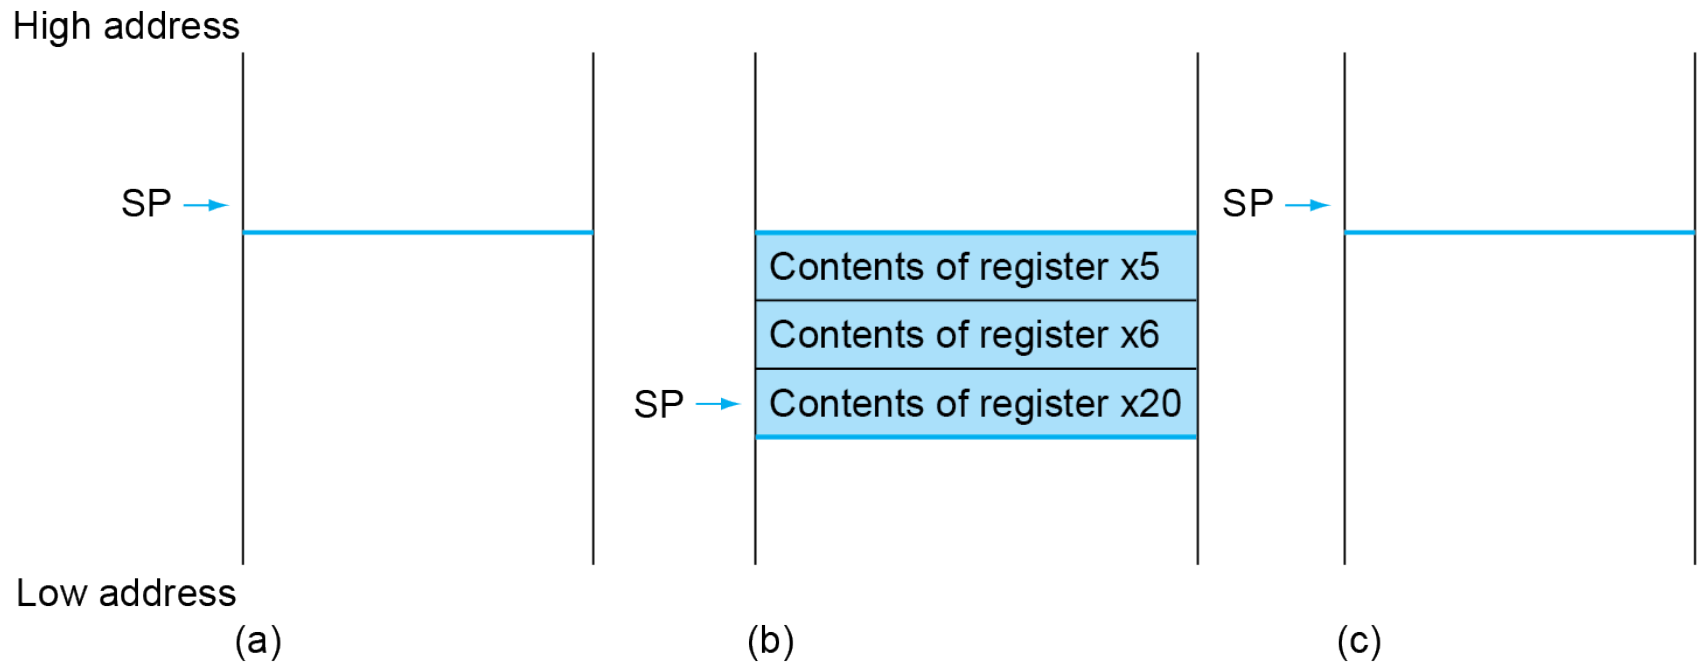 High address
SP
SP
Contents of register x5
Contents of register x6
SP
Contents of register x20
Low address
(a)
(b)
(c)